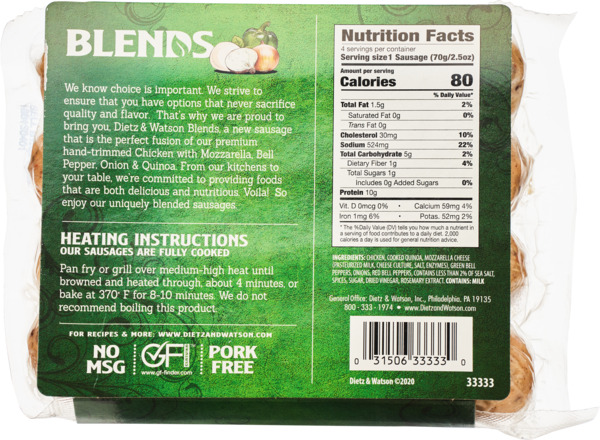 BLENDS
We know choice is important. We strive to
ensure that you have options that never sacrifice
quality and flavor. That's why we are proud to
bring you, Dietz & Watson Blends, a new sausage
that is the perfect fusion of our premium
hand-trimmed Chicken with Mozzarella, Bell
Pepper, Onion & Quinoa. From our kitchens to
your table, we're committed to providing foods
that are both delicious and nutritious. Voila! So
enjoy our uniquely blended sausages.
HEATING INSTRUCTIONS
OUR SAUSAGES ARE FULLY COOKED
Pan fry or grill over medium-high heat until
browned and heated through, about 4 minutes, or
bake at 370° F for 8-10 minutes. We do not
recommend boiling this product.
FOR RECIPES & MORE: WWW.DIETZANDWATSON.COM
NO
MSG
GF
www.gf-finder.com
PORK
FREE
Nutrition Facts
4 servings per container
Serving size1 Sausage (70g/2.5oz)
Amount per serving
Calories 80
% Daily Value*
Total Fat 1.5g 2%
Saturated Fat 0g 0%
Trans Fat 0g
Cholesterol 30mg 10%
Sodium 524mg 22%
Total Carbohydrate 5g 2%
Dietary Fiber 1g 4%
Total Sugars 1g
Includes 0g Added Sugars 0%
Protein 10g
Vit. D 0mcg 0% • Calcium 59mg 4%
Iron 1mg 6% • Potas. 52mg 2%
* The %Daily Value (DV) tells you how much a nutrient in
a serving of food contributes to a daily diet. 2,000
calories a day is used for general nutrition advice.
INGREDIENTS: CHICKEN, COOKED QUINOA, MOZZARELLA CHEESE
(PASTEURIZED MILK, CHEESE CULTURE, SALT, ENZYMES), GREEN BELL
PEPPERS, ONIONS, RED BELL PEPPERS, CONTAINS LESS THAN 2% OF SEA SALT,
SPICES, SUGAR, DRIED VINEGAR, ROSEMARY EXTRACT. CONTAINS: MILK
General Office: Dietz & Watson, Inc., Philadelphia, PA 19135
800 - 333 - 1974 • www.DietzandWatson.com
0 31506 33333 0
Dietz & Watson ©2020
33333